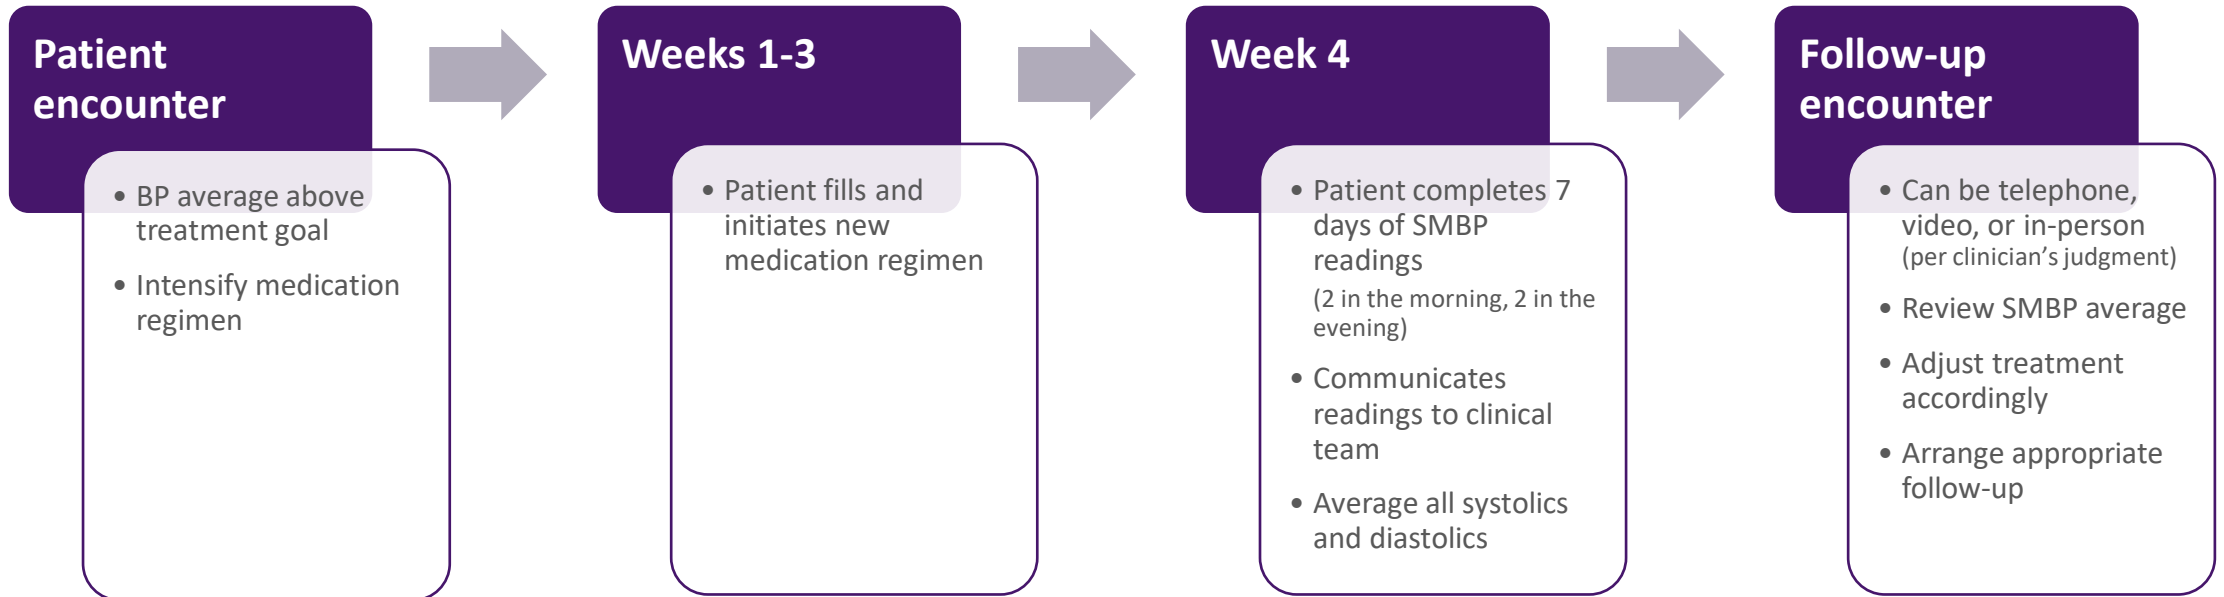 Patient
encounter
• BP average above
treatment goal
• Intensify medication
regimen
Weeks 1-3
• Patient fills and
initiates new
medication regimen
Week 4
• Patient completes 7
days of SMBP
readings
(2 in the morning, 2 in the
evening)
• Communicates
readings to clinical
team
• Average all systolics
and diastolics
Follow-up
encounter
• Can be telephone,
video, or in-person
(per clinician’s judgment)
• Review SMBP average
• Adjust treatment
accordingly
• Arrange appropriate
follow-up